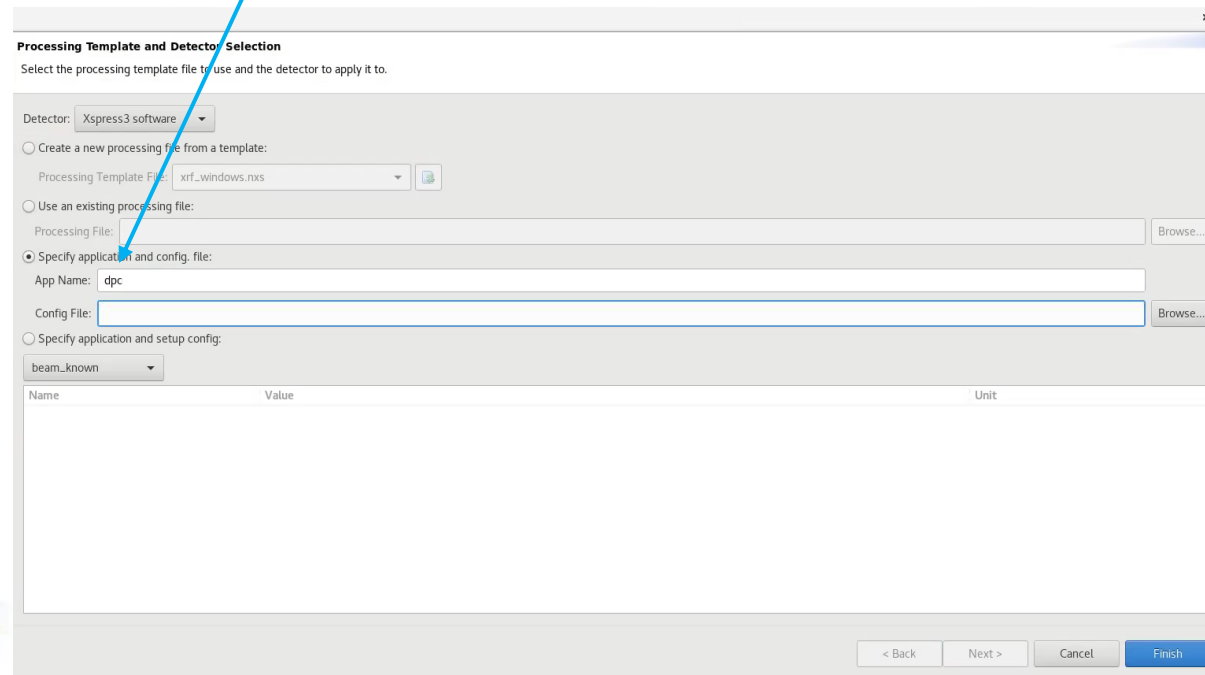 Processing Template and Detector Selection
Select the processing template file to use and the detector to apply it to.
Detector: Xspress3 software
Create a new processing file from a template:
Processing Template File: xrf_windows.nxs
Use an existing processing file:
Processing File: Browse...
Specify application and config. file:
App Name: dpc
Config File: Browse...
Specify application and setup config:
beam_known
Name Value Unit
< Back Next > Cancel Finish